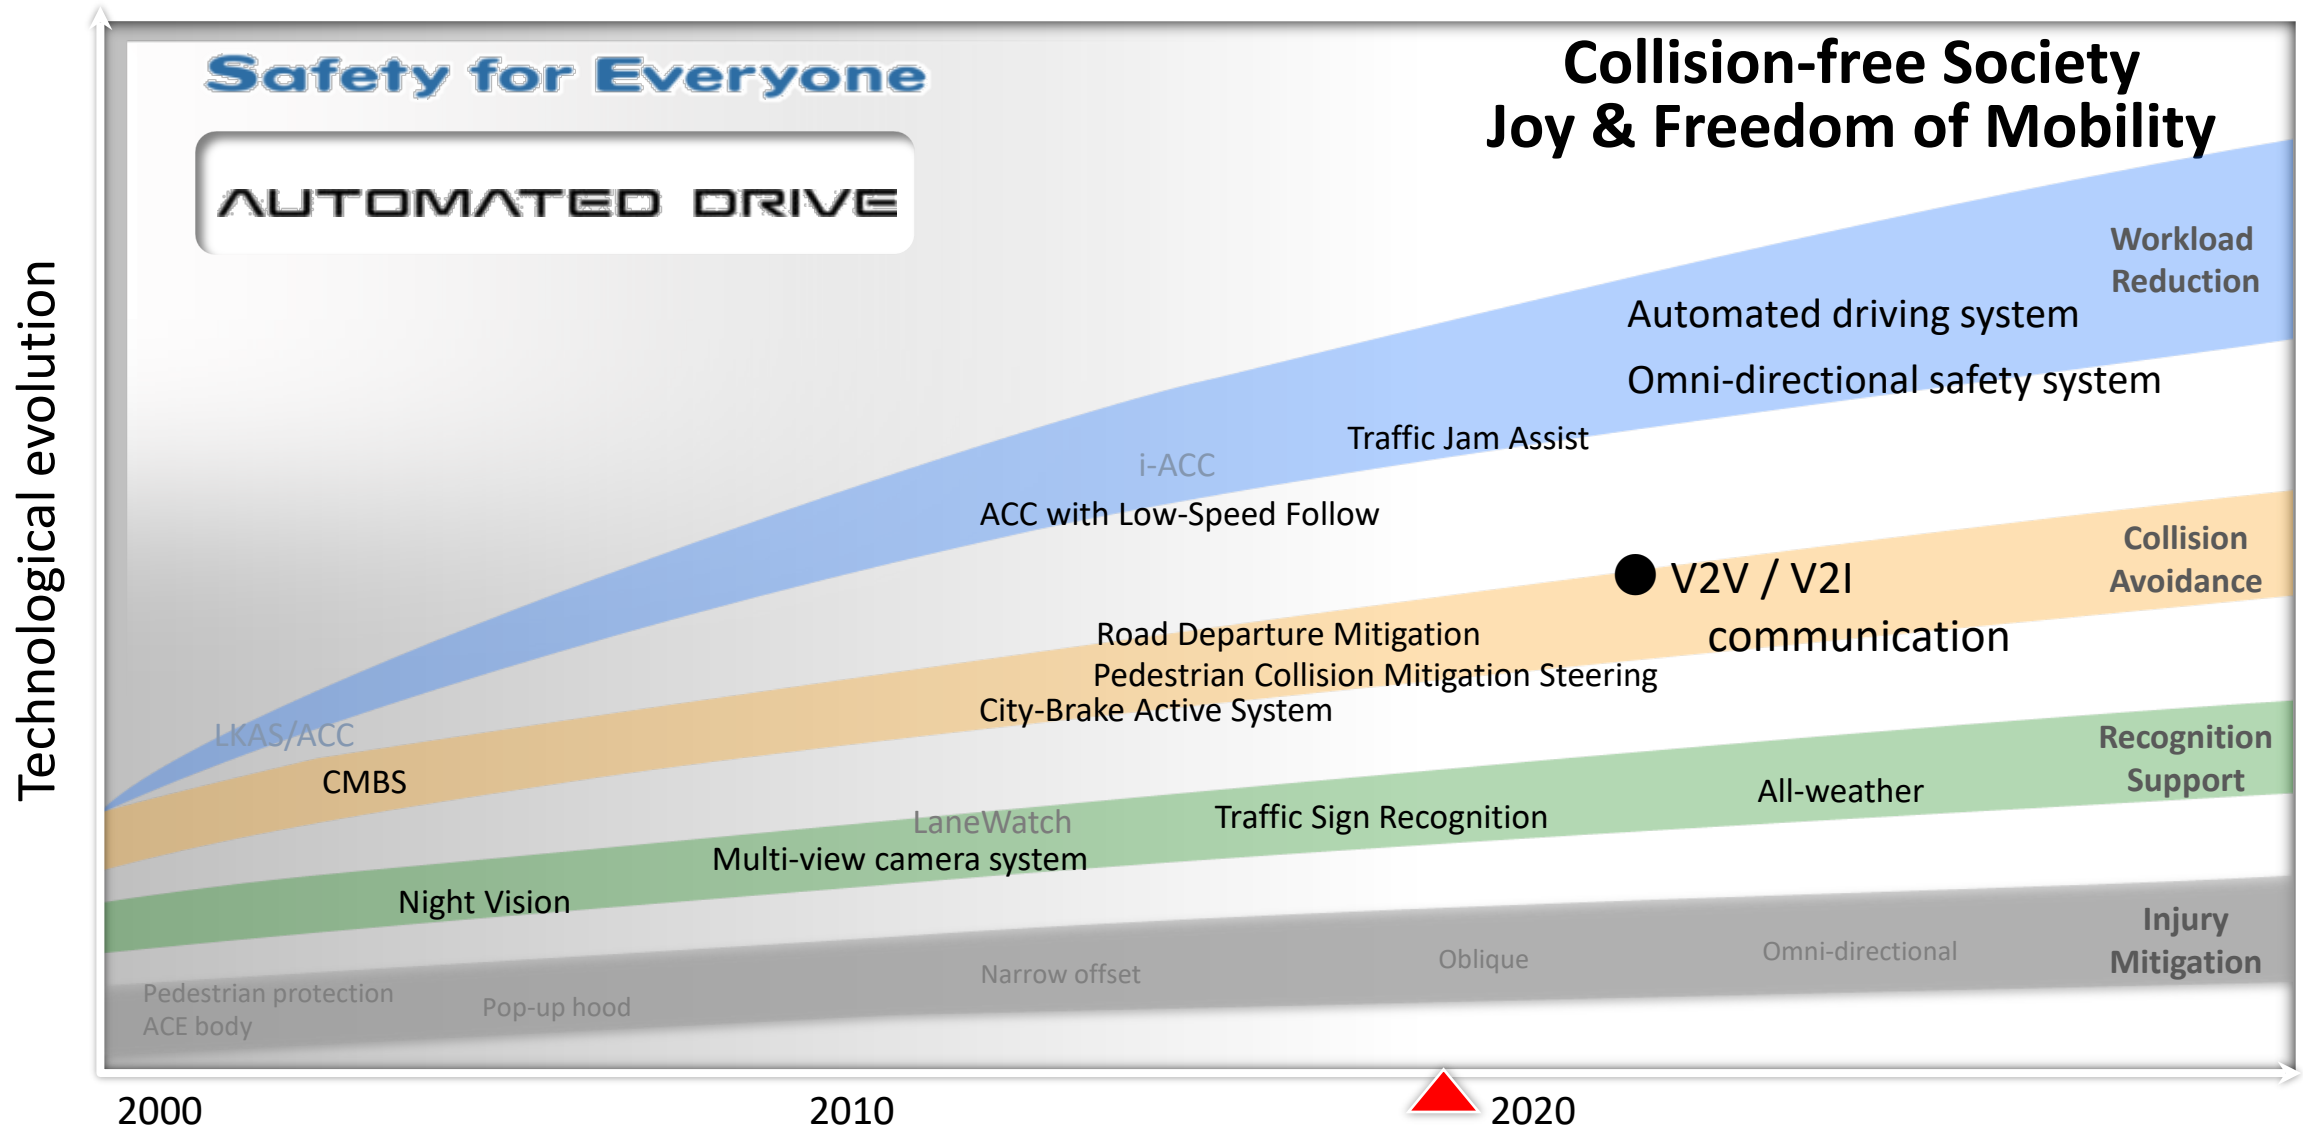 Safety for Everyone
AUTOMATED DRIVE
Collision-free Society
Joy & Freedom of Mobility
Technological evolution
Workload
Reduction
Automated driving system
Omni-directional safety system
Traffic Jam Assist
i-ACC
ACC with Low-Speed Follow
Collision
Avoidance
V2V / V2I
communication
Road Departure Mitigation
Pedestrian Collision Mitigation Steering
City-Brake Active System
LKAS/ACC
CMBS
Recognition
Support
All-weather
Traffic Sign Recognition
LaneWatch
Multi-view camera system
Night Vision
Injury
Mitigation
Omni-directional
Oblique
Narrow offset
Pop-up hood
Pedestrian protection
ACE body
2000
2010
2020